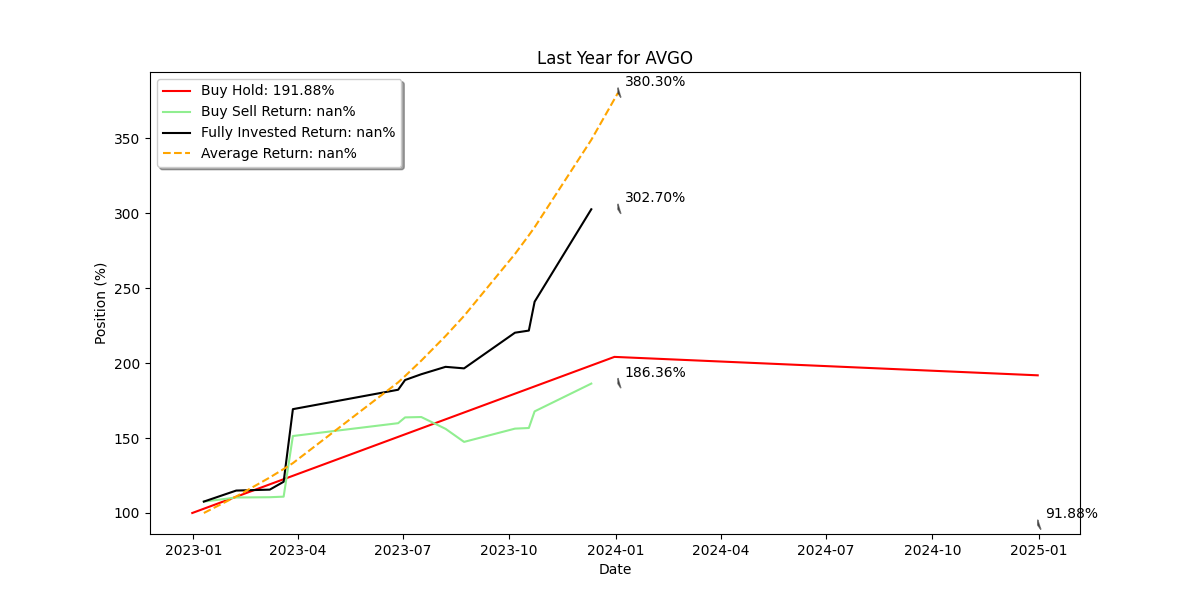 Last Year for AVGO
Buy Hold: 191.88%
Buy Sell Return: nan%
Fully Invested Return: nan%
Average Return: nan%
380.30%
302.70%
186.36%
91.88%
Position (%)
350
300
250
200
150
100
2023-01 2023-04 2023-07 2023-10 2024-01 2024-04 2024-07 2024-10 2025-01
Date